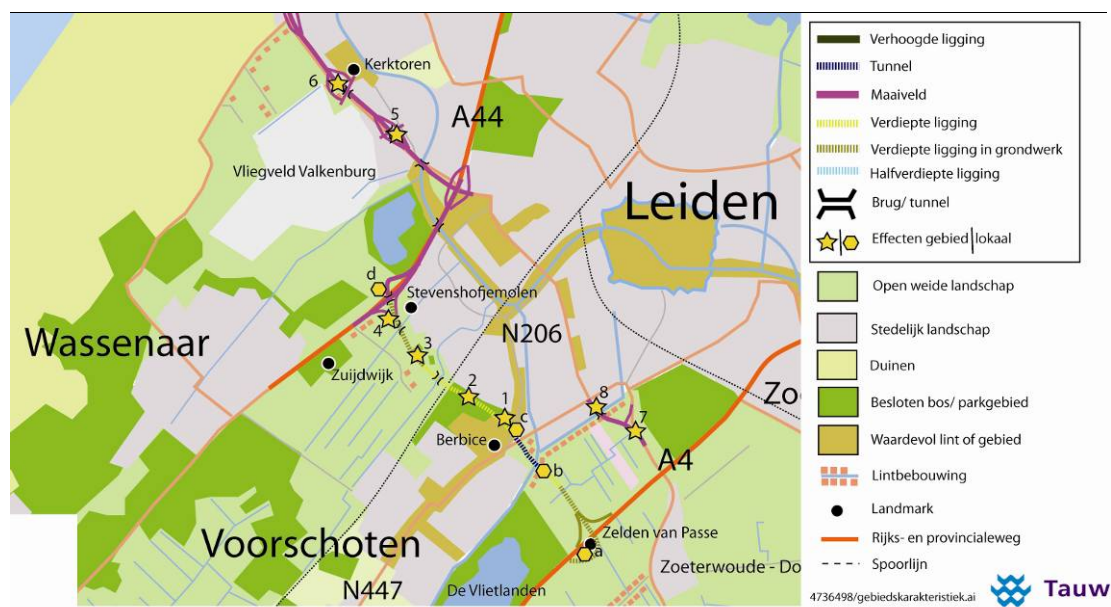 Kerktoren
6
5
A44
Vliegveld Valkenburg
Leiden
d
Stevenshofjemolen
4
N206
Wassenaar
3
Zuijdwijk
2
1
c
8
7
Zo
Berbice
b
A4
Voorschoten
Zelden van Passe
a
Zoeterwoude - Do
N447
De Vlietlanden
Verhoogde ligging
Tunnel
Maaiveld
Verdiepte ligging
Verdiepte ligging in grondwerk
Halfverdiepte ligging
Brug/ tunnel
Effecten gebied lokaal
Open weide landschap
Stedelijk landschap
Duinen
Besloten bos/ parkgebied
Waardevol lint of gebied
Lintbebouwing
Landmark
Rijks- en provincialeweg
Spoorlijn
4736498/gebiedskarakteristiek.ai
Tauw